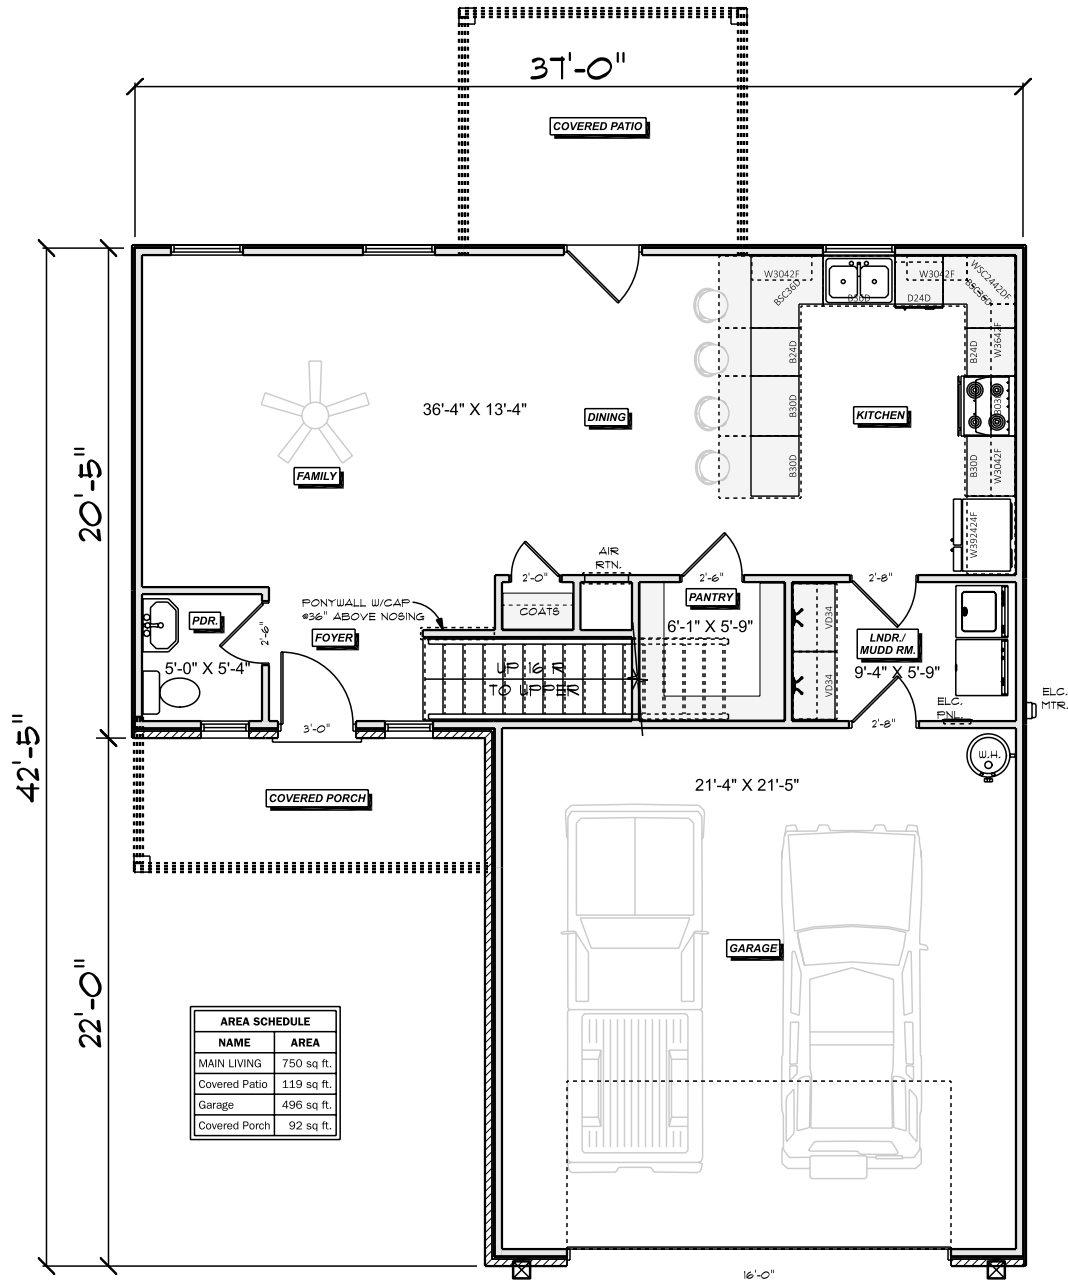 37'-0"
COVERED PATIO
W3042F
BSC36D
B30D
W3042F
D24D
WSC2442DF
BSC36D
B24D
B24D
W3642F
36'-4" X 13'-4"
DINING
KITCHEN
B30D
FAMILY
B30D
B30D
W3042F
20'-5"
W392424F
AIR
RTN.
2'-0"
2'-6"
2'-8"
PONYWALL W/CAP
@36" ABOVE NOSING
COATS
PANTRY
PDR.
2'-6"
FOYER
6'-1" X 5'-9"
VD34
LNDR./
MUDD RM.
5'-0" X 5'-4"
UP 16 R
TO UPPER
9'-4" X 5'-9"
VD34
ELC.
PNL.
ELC.
MTR.
3'-0"
2'-8"
42'-5"
W.H.
COVERED PORCH
21'-4" X 21'-5"
GARAGE
22'-0"
AREA SCHEDULE
NAME AREA
MAIN LIVING 750 sq ft.
Covered Patio 119 sq ft.
Garage 496 sq ft.
Covered Porch 92 sq ft.
16'-0"